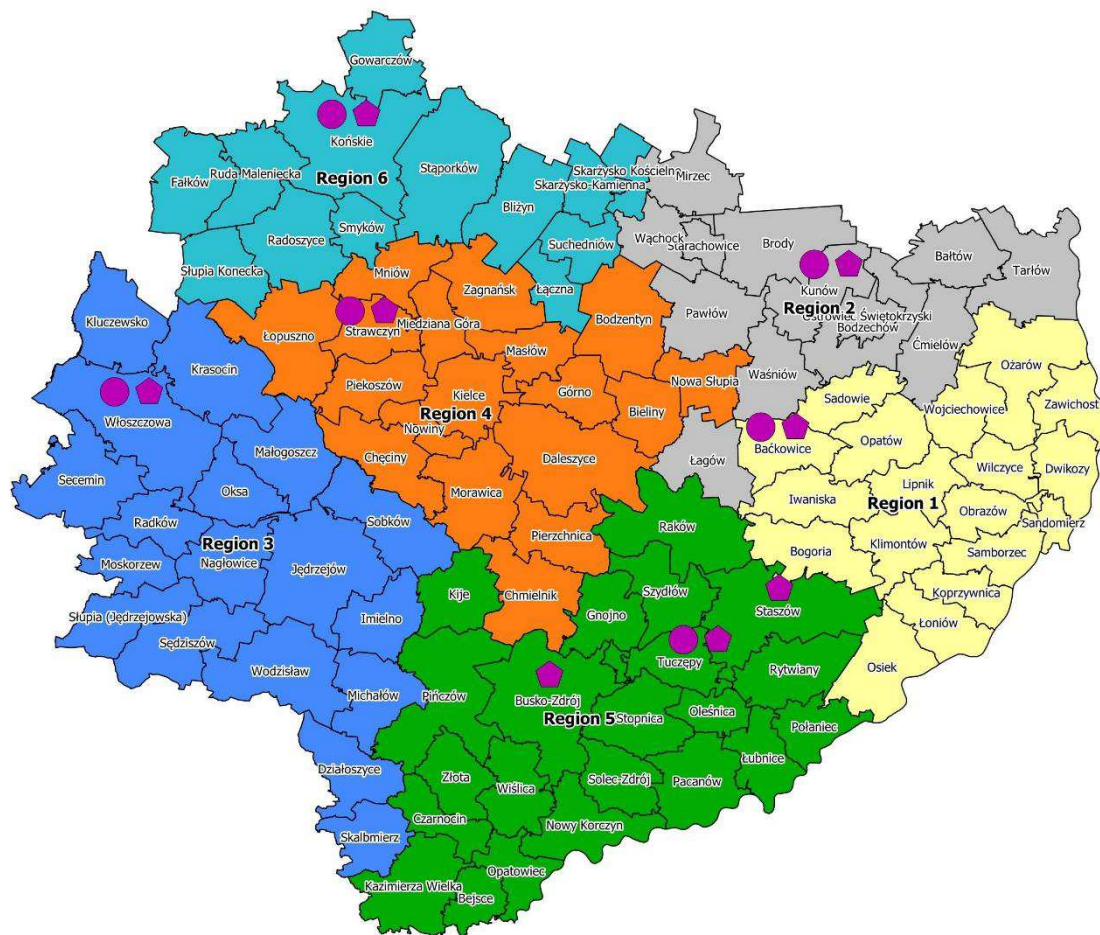 Gowarczów
Końskie
Stąporków
Fałków
Ruda Maleniecka
Region 6
Skarżysko Kościelne
Skarżysko-Kamienna
Mirzec
Bliżyn
Smyków
Radoszyce
Suchedniów
Wąchock
Starachowice
Brody
Bałtów
Tarłów
Słupia Konecka
Mniów
Zagnańsk
Łączna
Kunów
Region 2
Ostrowiec Świętokrzyski
Bodzechów
Pawłów
Bodzentyn
Kluczewsko
Łopuszno
Strawczyn
Miedziana Góra
Masłów
Ćmielów
Krasocin
Piekoszów
Kielce
Górno
Nowa Słupia
Waśniów
Ożarów
Sadowie
Wojciechowice
Zawichost
Region 4
Nowiny
Bieliny
Włoszczowa
Baćkowice
Opatów
Małogoszcz
Chęciny
Daleszyce
Łagów
Secemin
Oksa
Morawica
Iwaniska
Lipnik
Wilczyce
Dwikozy
Region 1
Radków
Sobków
Raków
Obrazów
Sandomierz
Region 3
Pierzchnica
Moskorzew
Nagłowice
Jędrzejów
Bogoria
Klimontów
Samborzec
Kije
Chmielnik
Szydłów
Koprzywnica
Słupia (Jędrzejowska)
Imielno
Gnojno
Staszów
Łoniów
Sędziszów
Wodzisław
Tuczępy
Rytwiany
Osiek
Michałów
Pińczów
Busko-Zdrój
Region 5
Stopnica
Oleśnica
Połaniec
Działoszyce
Złota
Wiślica
Solec-Zdrój
Pacanów
Łubnice
Czarnocin
Nowy Korczyn
Skalbmierz
Kazimierza Wielka
Opatowiec
Bejsce